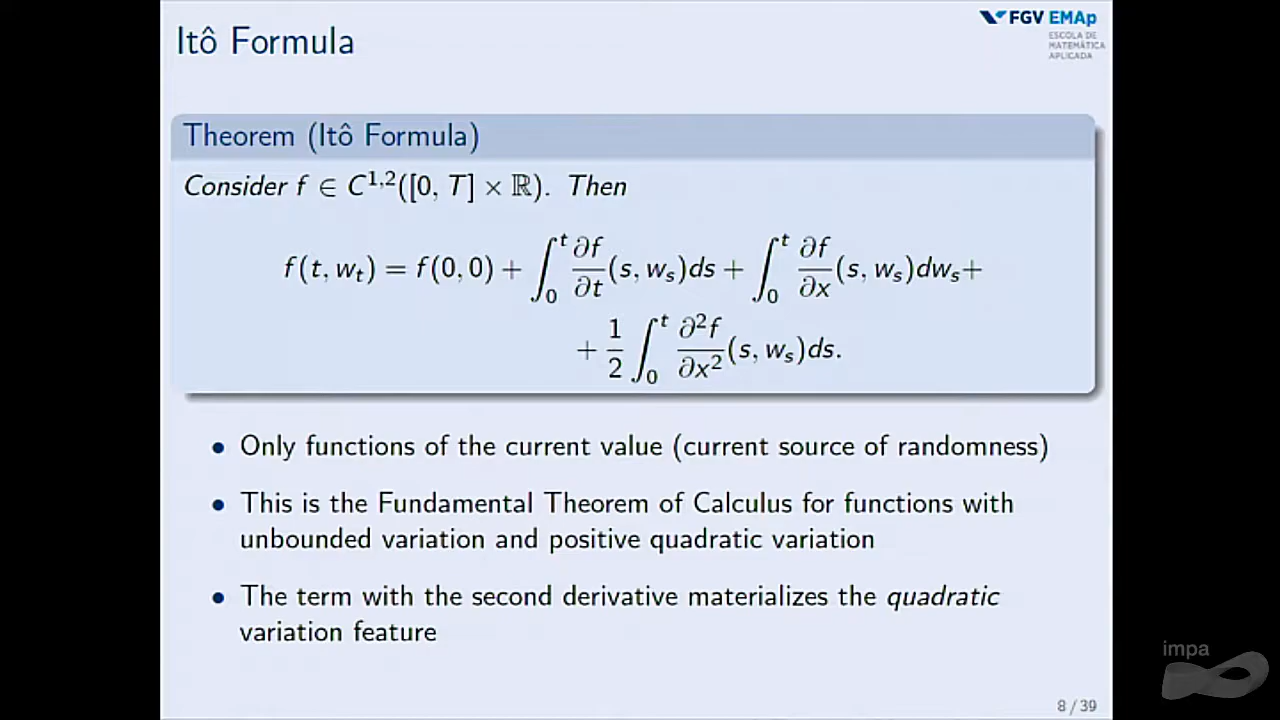 Itô Formula
FGV EMAp
ESCOLA DE
MATEMÁTICA
APLICADA
Theorem (Itô Formula)
Consider f ∈ C^{1,2}([0, T] × ℝ). Then
f(t, w_t) = f(0, 0) + ∫_0^t ∂f/∂t (s, w_s)ds + ∫_0^t ∂f/∂x (s, w_s)dw_s+
+ 1/2 ∫_0^t ∂²f/∂x² (s, w_s)ds.
• Only functions of the current value (current source of randomness)
• This is the Fundamental Theorem of Calculus for functions with
unbounded variation and positive quadratic variation
• The term with the second derivative materializes the quadratic
variation feature
impa
8 / 39